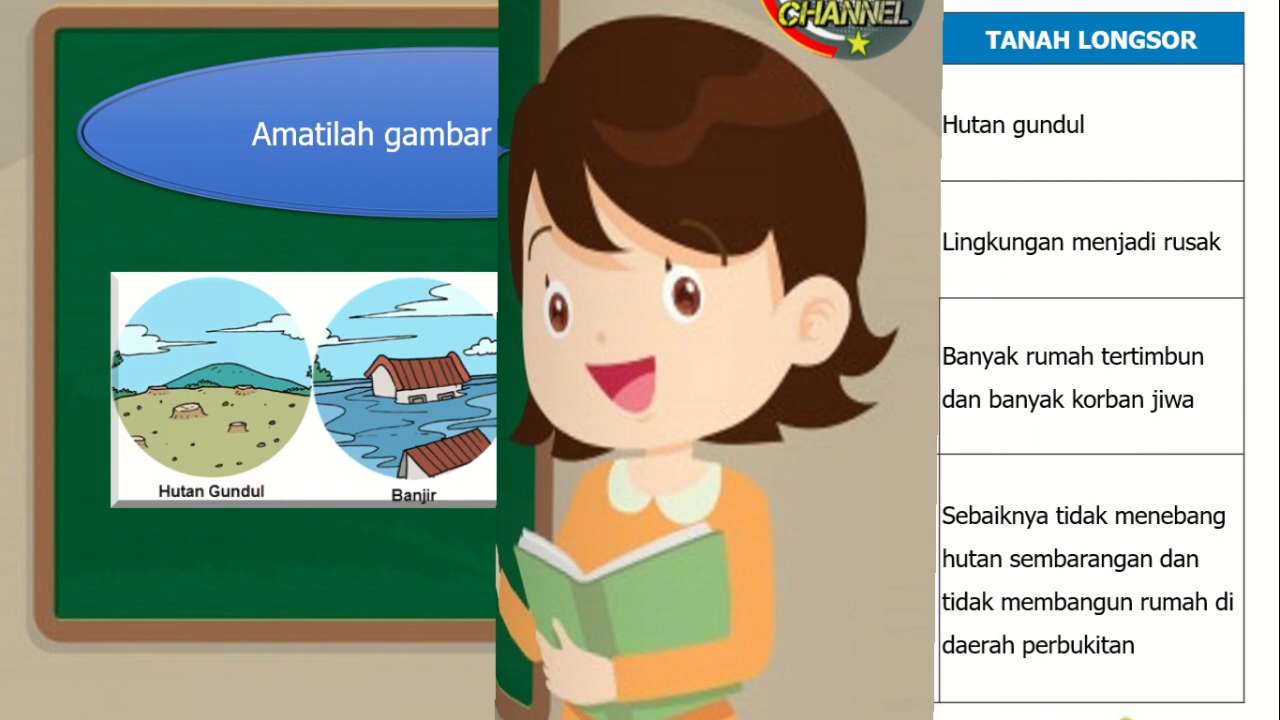 Amatilah gambar
Hutan Gundul
Banjir
CHANNEL
TANAH LONGSOR
Hutan gundul
Lingkungan menjadi rusak
Banyak rumah tertimbun
dan banyak korban jiwa
Sebaiknya tidak menebang
hutan sembarangan dan
tidak membangun rumah di
daerah perbukitan